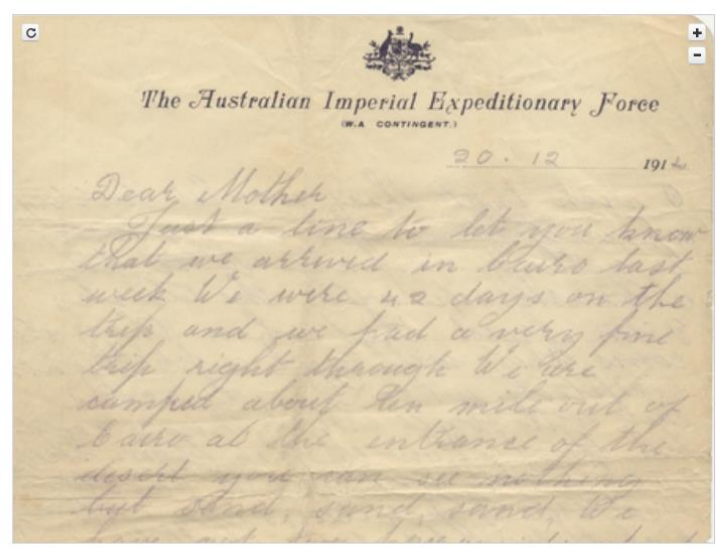 The Australian Imperial Expeditionary Force
(W.A CONTINGENT.)
20. 12 1914
Dear Mother
Just a line to let you know
that we arrived in Cairo last
week We were 42 days on the
trip and we had a very fine
trip right through We are
camped about ten mile out of
Cairo at the entrance of the
desert you can see nothing
but sand, sand, sand. We
have